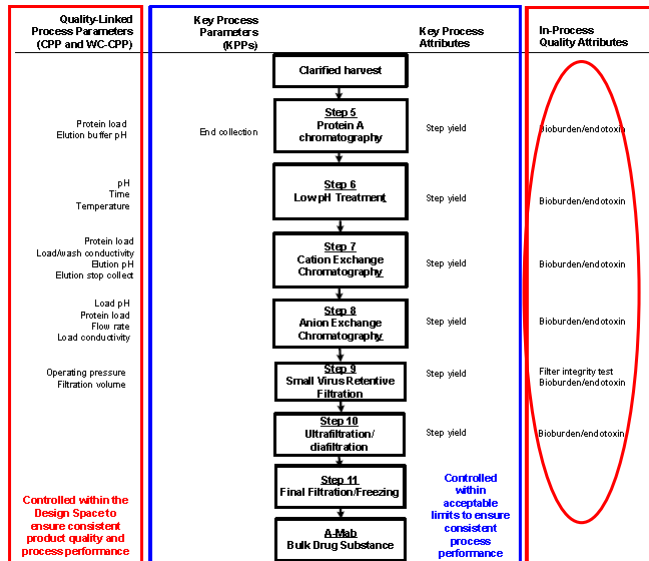 Quality-Linked
Process Parameters
(CPP and WC-CPP)
Key Process
Parameters
(KPPs)
Key Process
Attributes
In-Process
Quality Attributes
Clarified harvest
Protein load
Elution buffer pH
End collection
Step 5
Protein A
chromatography
Step yield
Bioburden/endotoxin
pH
Time
Temperature
Step 6
Low pH Treatment
Step yield
Bioburden/endotoxin
Protein load
Load/wash conductivity
Elution pH
Elution stop collect
Step 7
Cation Exchange
Chromatography
Step yield
Bioburden/endotoxin
Load pH
Protein load
Flow rate
Load conductivity
Step 8
Anion Exchange
Chromatography
Step yield
Bioburden/endotoxin
Operating pressure
Filtration volume
Step 9
Small Virus Retentive
Filtration
Step yield
Filter integrity test
Bioburden/endotoxin
Step 10
Ultrafiltration/
diafiltration
Step yield
Bioburden/endotoxin
Step 11
Final Filtration/Freezing
A-Mab
Bulk Drug Substance
Controlled within the
Design Space to
ensure consistent
product quality and
process performance
Controlled
within
acceptable
limits to ensure
consistent
process
performance